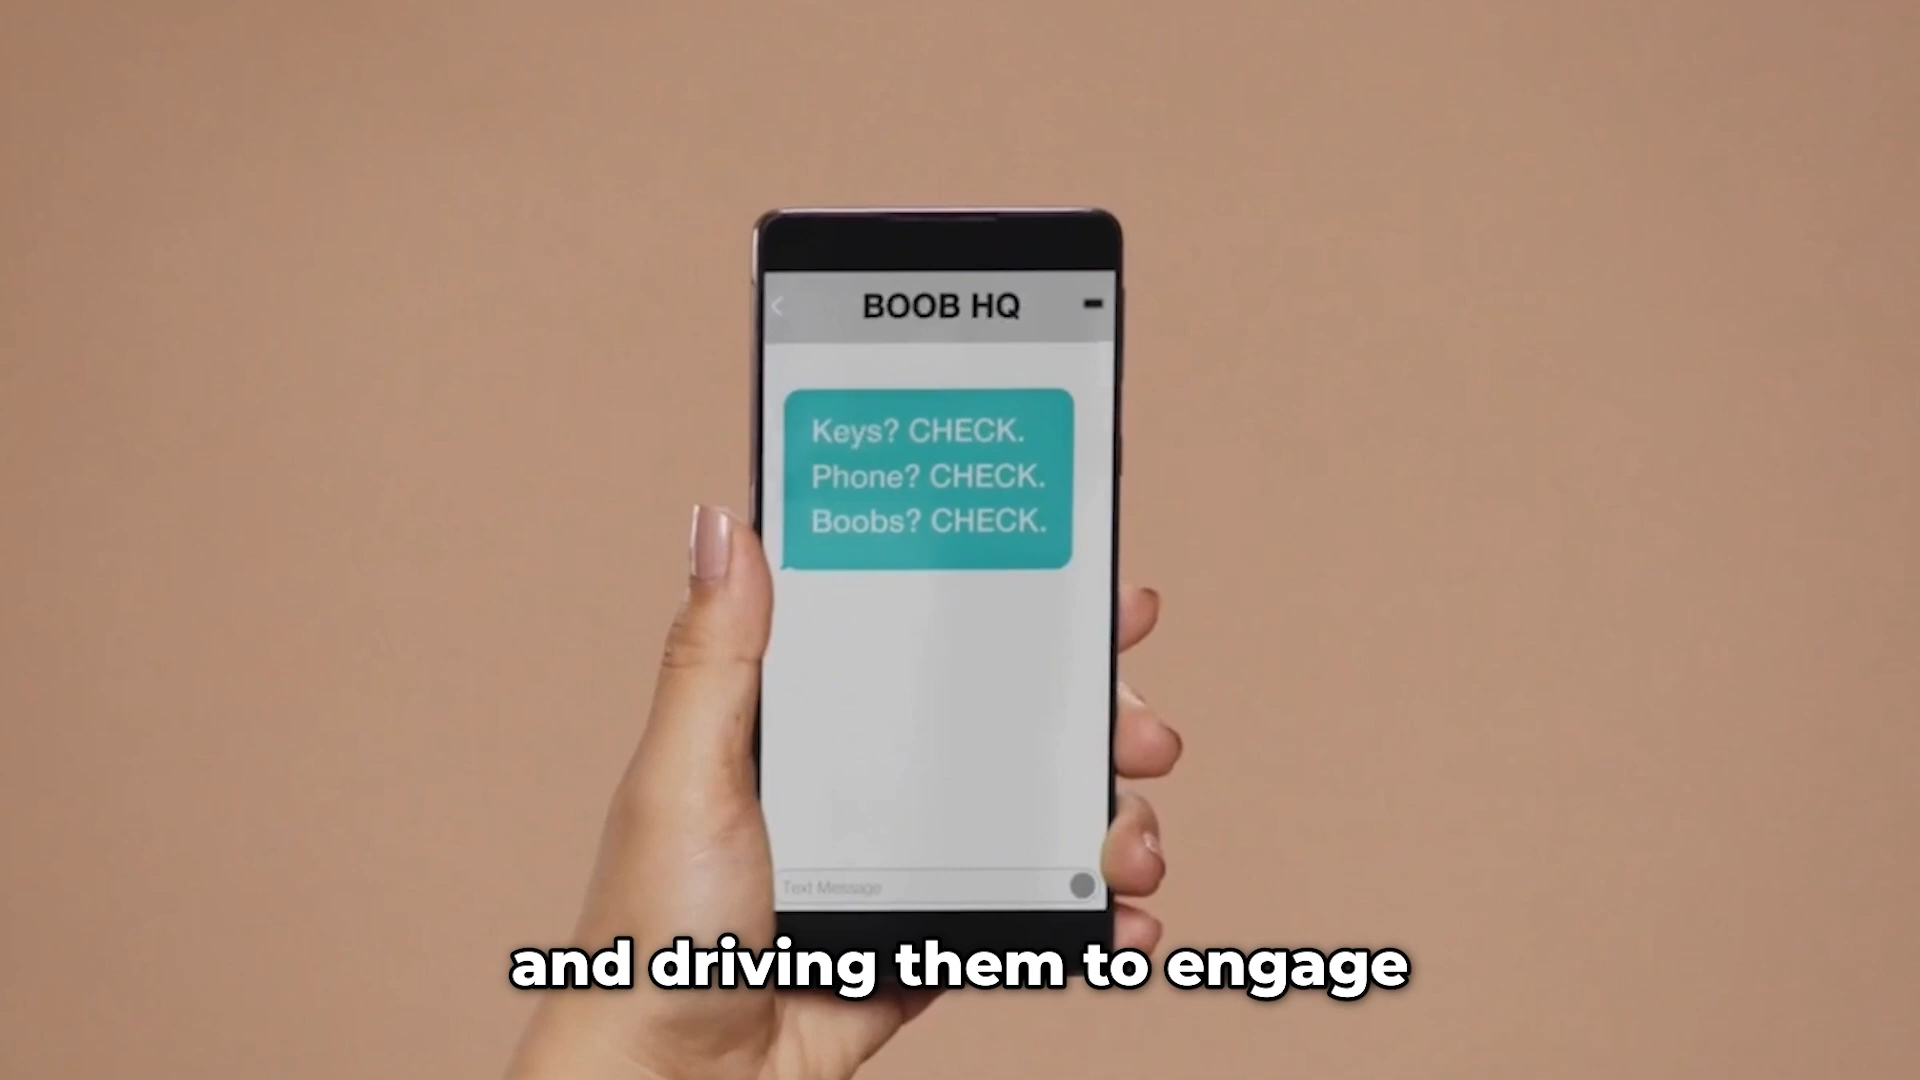 BOOB HQ
Keys? CHECK.
Phone? CHECK.
Boobs? CHECK.
Text Message
and driving them to engage